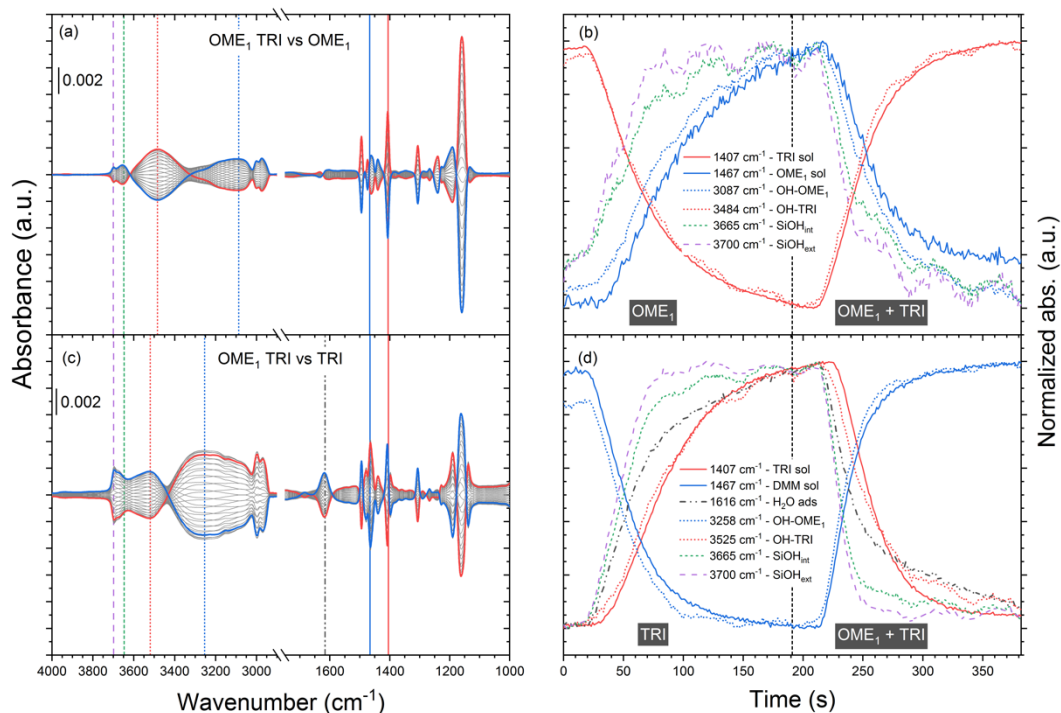 (a)
OME₁ TRI vs OME₁
0.002
(b)
1407 cm⁻¹ - TRI sol
1467 cm⁻¹ - OME₁ sol
3087 cm⁻¹ - OH-OME₁
3484 cm⁻¹ - OH-TRI
3665 cm⁻¹ - SiOHint
3700 cm⁻¹ - SiOHext
OME₁
OME₁ + TRI
(c)
OME₁ TRI vs TRI
0.002
(d)
1407 cm⁻¹ - TRI sol
1467 cm⁻¹ - DMM sol
1616 cm⁻¹ - H₂O ads
3258 cm⁻¹ - OH-OME₁
3525 cm⁻¹ - OH-TRI
3665 cm⁻¹ - SiOHint
3700 cm⁻¹ - SiOHext
TRI
OME₁ + TRI
Absorbance (a.u.)
Normalized abs. (a.u.)
4000 3800 3600 3400 3200 3000 1600 1400 1200 1000
0 50 100 150 200 250 300 350
Wavenumber (cm⁻¹)
Time (s)